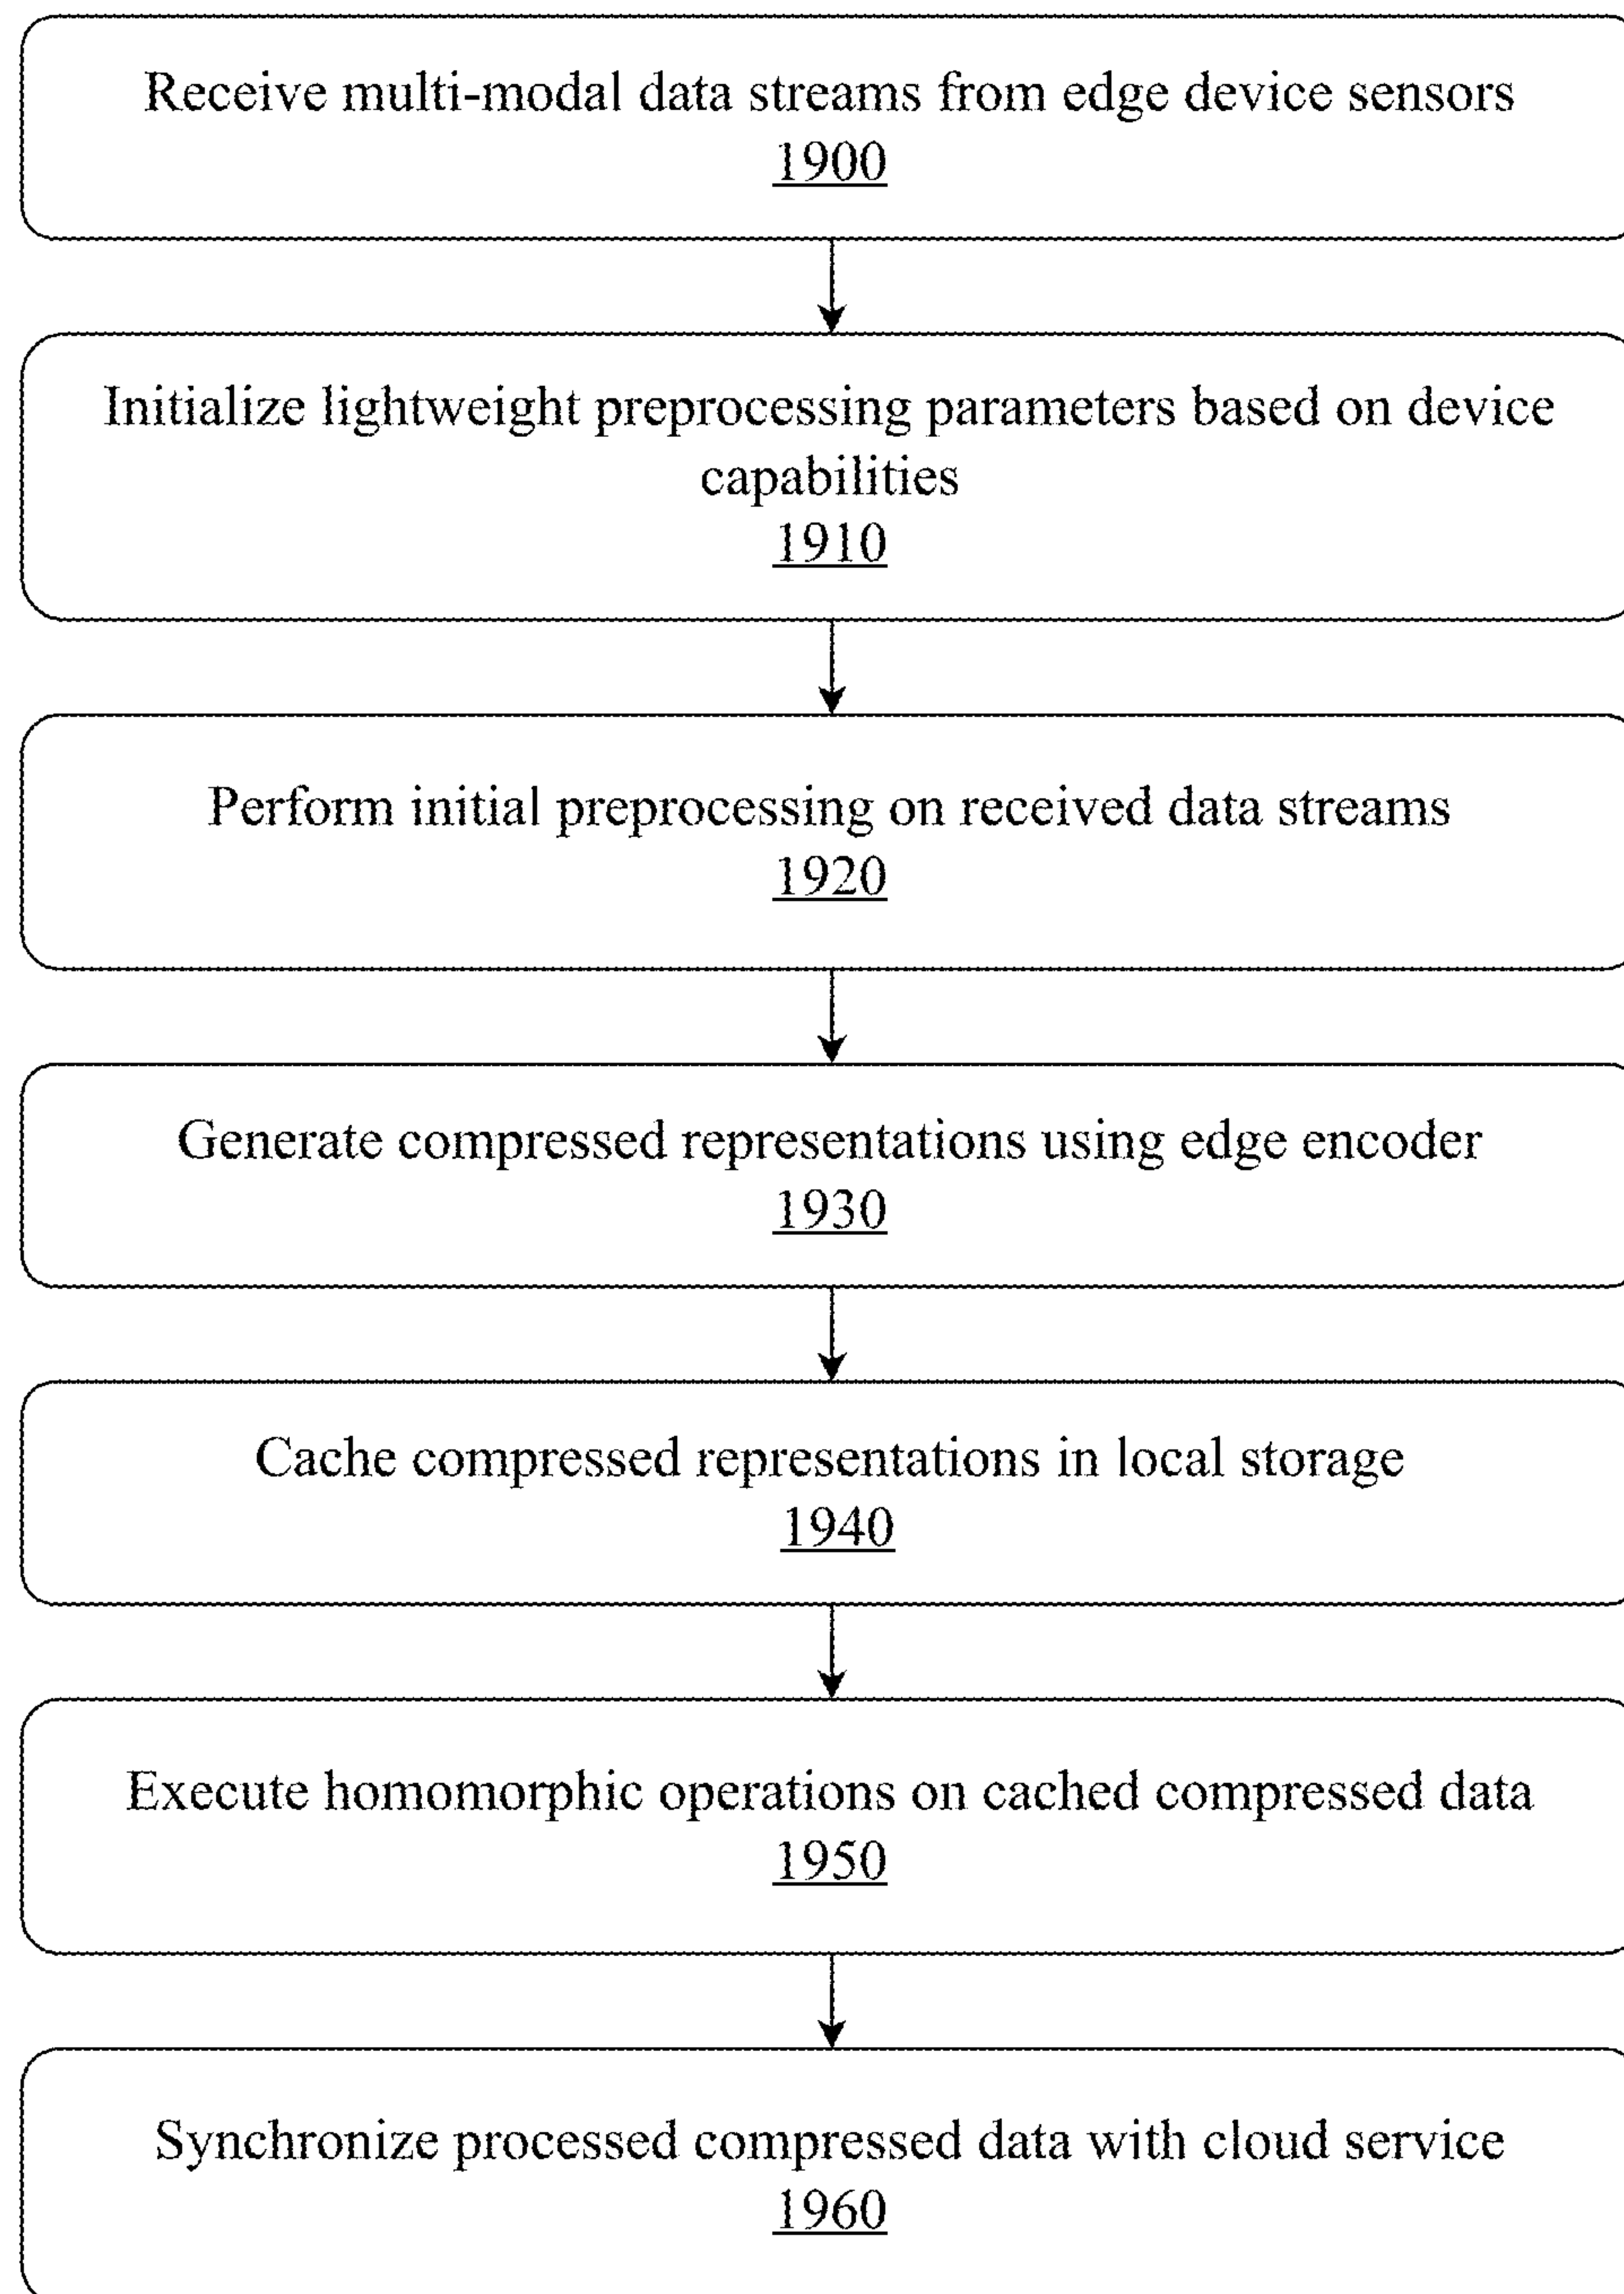 Receive multi-modal data streams from edge device sensors
1900
Initialize lightweight preprocessing parameters based on device
capabilities
1910
Perform initial preprocessing on received data streams
1920
Generate compressed representations using edge encoder
1930
Cache compressed representations in local storage
1940
Execute homomorphic operations on cached compressed data
1950
Synchronize processed compressed data with cloud service
1960